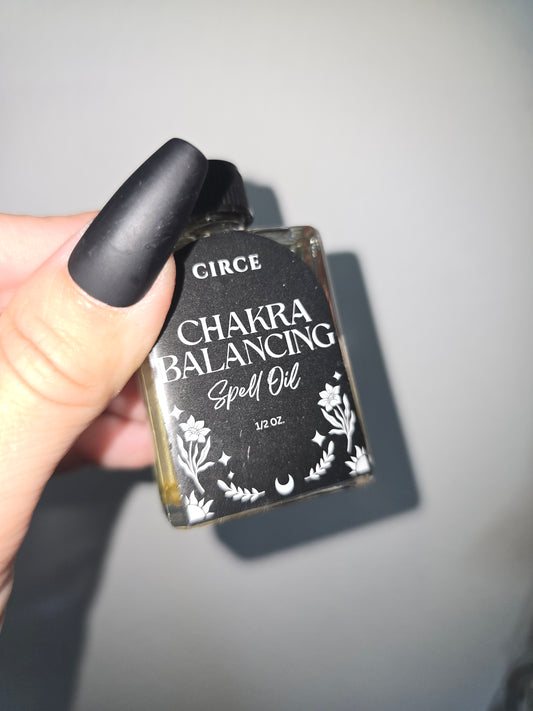 CIRCE
CHAKRA
BALANCING
Spell Oil
1/2 OZ.